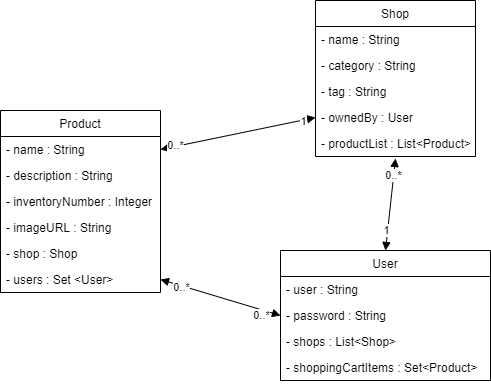 Shop
- name : String
- category : String
- tag : String
- ownedBy : User
- productList : List<Product>
Product
- name : String
- description : String
- inventoryNumber : Integer
- imageURL : String
- shop : Shop
- users : Set <User>
0..*
1
0..*
1
0..*
0..*
User
- user : String
- password : String
- shops : List<Shop>
- shoppingCartItems : Set<Product>